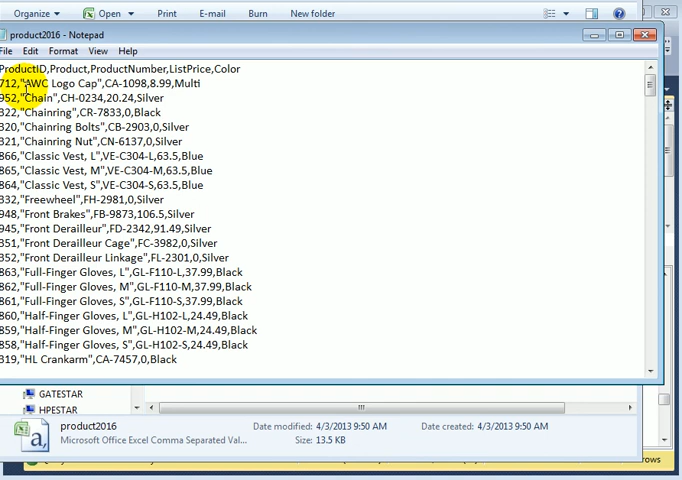 Organize
Open
Print
E-mail
Burn
New folder
product2016 - Notepad
File
Edit
Format
View
Help
ProductID,Product,ProductNumber,ListPrice,Color
712,"AWC Logo Cap",CA-1098,8.99,Multi
952,"Chain",CH-0234,20.24,Silver
322,"Chainring",CR-7833,0,Black
320,"Chainring Bolts",CB-2903,0,Silver
321,"Chainring Nut",CN-6137,0,Silver
866,"Classic Vest, L",VE-C304-L,63.5,Blue
865,"Classic Vest, M",VE-C304-M,63.5,Blue
864,"Classic Vest, S",VE-C304-S,63.5,Blue
332,"Freewheel",FH-2981,0,Silver
948,"Front Brakes",FB-9873,106.5,Silver
945,"Front Derailleur",FD-2342,91.49,Silver
351,"Front Derailleur Cage",FC-3982,0,Silver
352,"Front Derailleur Linkage",FL-2301,0,Silver
863,"Full-Finger Gloves, L",GL-F110-L,37.99,Black
862,"Full-Finger Gloves, M",GL-F110-M,37.99,Black
861,"Full-Finger Gloves, S",GL-F110-S,37.99,Black
860,"Half-Finger Gloves, L",GL-H102-L,24.49,Black
859,"Half-Finger Gloves, M",GL-H102-M,24.49,Black
858,"Half-Finger Gloves, S",GL-H102-S,24.49,Black
319,"HL Crankarm",CA-7457,0,Black
GATESTAR
HPESTAR
product2016
Date modified: 4/3/2013 9:50 AM
Date created: 4/3/2013 9:50 AM
Microsoft Office Excel Comma Separated Val...
Size: 13.5 KB
rows